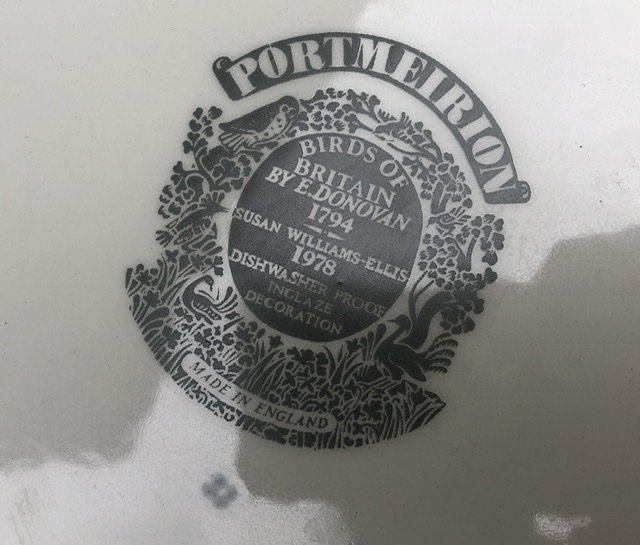 PORTMEIRION
BIRDS OF
BRITAIN
BY E. DONOVAN
1794
SUSAN WILLIAMS-ELLIS
1978
DISHWASHER PROOF
INGLAZE
DECORATION
MADE IN ENGLAND